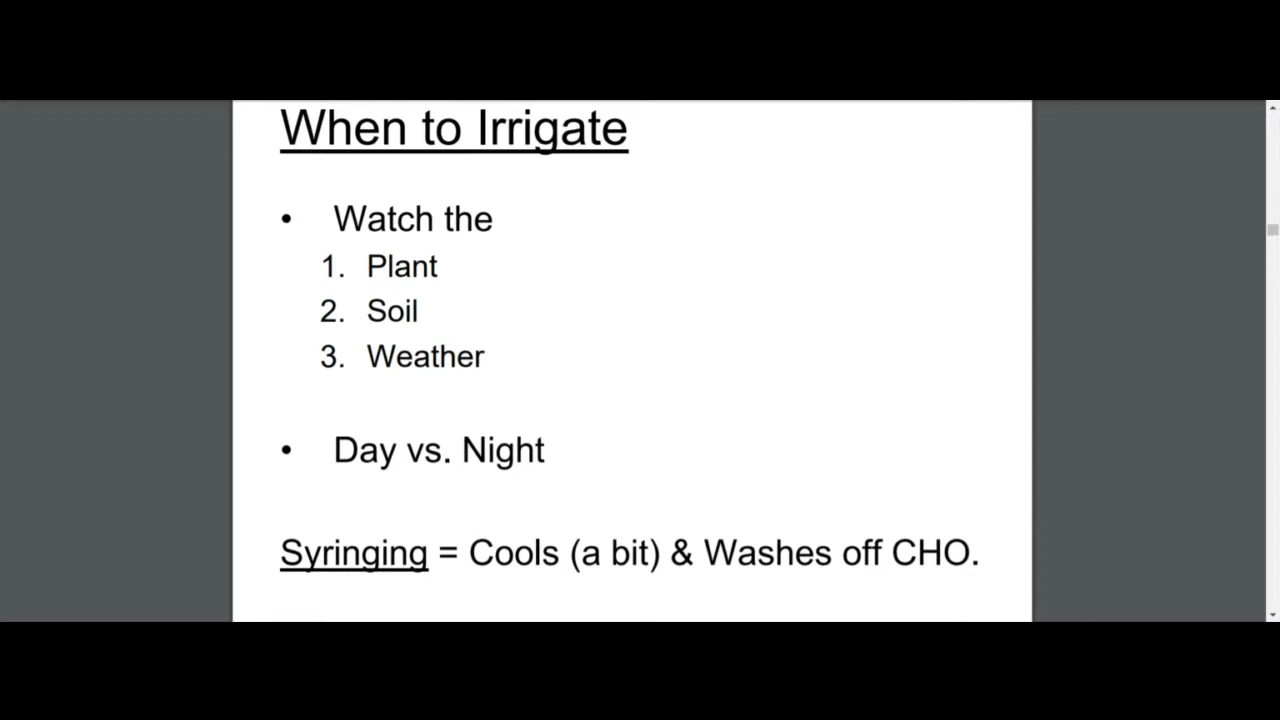 When to Irrigate
• Watch the
1. Plant
2. Soil
3. Weather
• Day vs. Night
Syringing = Cools (a bit) & Washes off CHO.